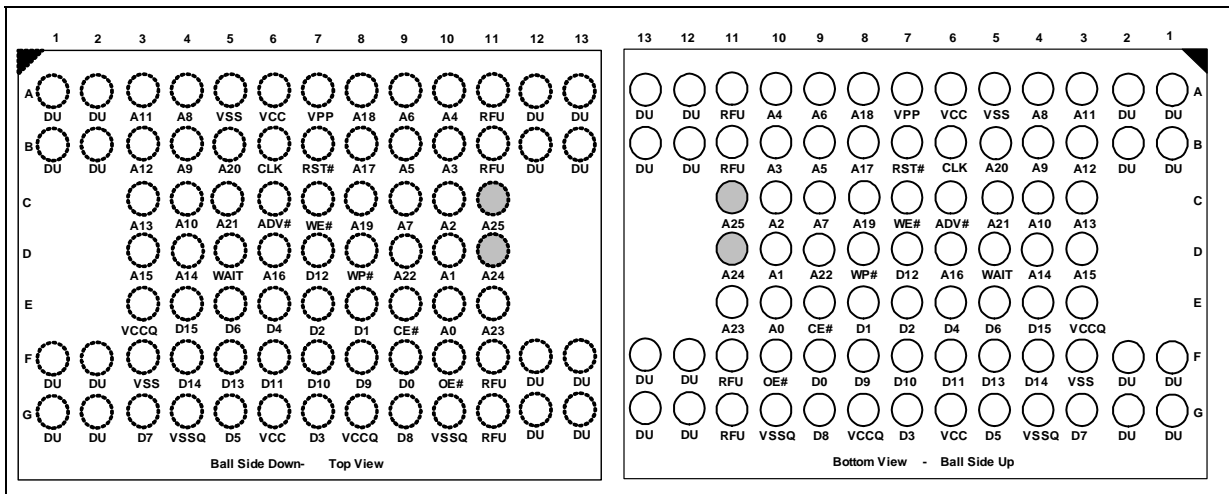 1 2 3 4 5 6 7 8 9 10 11 12 13
A
DU DU A11 A8 VSS VCC VPP A18 A6 A4 RFU DU DU
B
DU DU A12 A9 A20 CLK RST# A17 A5 A3 RFU DU DU
C
A13 A10 A21 ADV# WE# A19 A7 A2 A25
D
A15 A14 WAIT A16 D12 WP# A22 A1 A24
E
VCCQ D15 D6 D4 D2 D1 CE# A0 A23
F
DU DU VSS D14 D13 D11 D10 D9 D0 OE# RFU DU DU
G
DU DU D7 VSSQ D5 VCC D3 VCCQ D8 VSSQ RFU DU DU
Ball Side Down- Top View
13 12 11 10 9 8 7 6 5 4 3 2 1
A
DU DU RFU A4 A6 A18 VPP VCC VSS A8 A11 DU DU
B
DU DU RFU A3 A5 A17 RST# CLK A20 A9 A12 DU DU
C
A25 A2 A7 A19 WE# ADV# A21 A10 A13
D
A24 A1 A22 WP# D12 A16 WAIT A14 A15
E
A23 A0 CE# D1 D2 D4 D6 D15 VCCQ
F
DU DU RFU OE# D0 D9 D10 D11 D13 D14 VSS DU DU
G
DU DU RFU VSSQ D8 VCCQ D3 VCC D5 VSSQ D7 DU DU
Bottom View - Ball Side Up